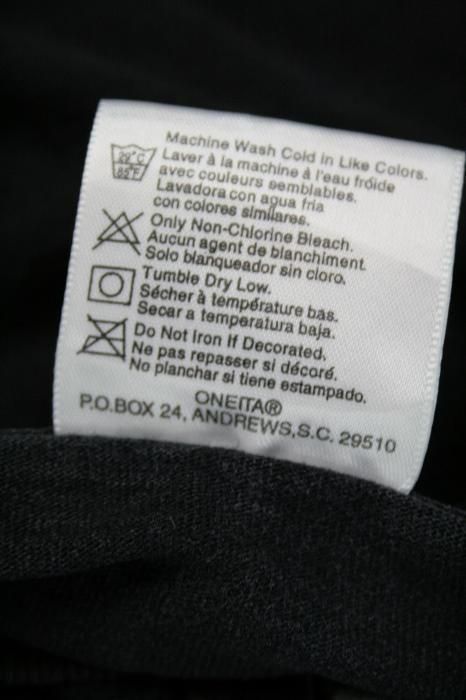 Machine Wash Cold in Like Colors.
29°C Laver à la machine à l'eau froide
85°F avec couleurs semblables.
Lavadora con agua fria
con colores similares.
Only Non-Chlorine Bleach.
Aucun agent de blanchiment.
Solo blanqueador sin cloro.
Tumble Dry Low.
Sécher à température bas.
Secar a temperatura baja.
Do Not Iron If Decorated.
Ne pas repasser si décoré.
No planchar si tiene estampado.
ONEITA®
P.O.BOX 24, ANDREWS,S.C. 29510